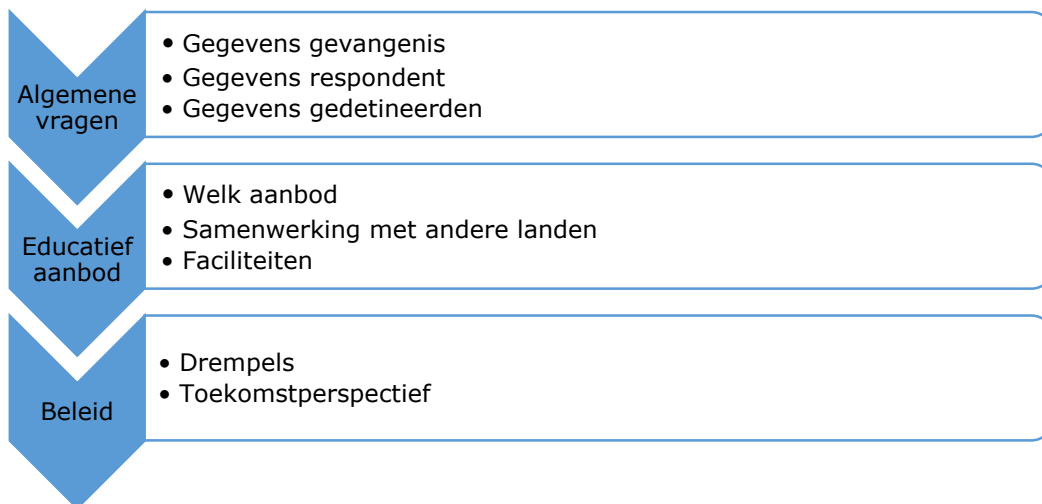 Algemene
vragen
• Gegevens gevangenis
• Gegevens respondent
• Gegevens gedetineerden
Educatief
aanbod
• Welk aanbod
• Samenwerking met andere landen
• Faciliteiten
Beleid
• Drempels
• Toekomstperspectief